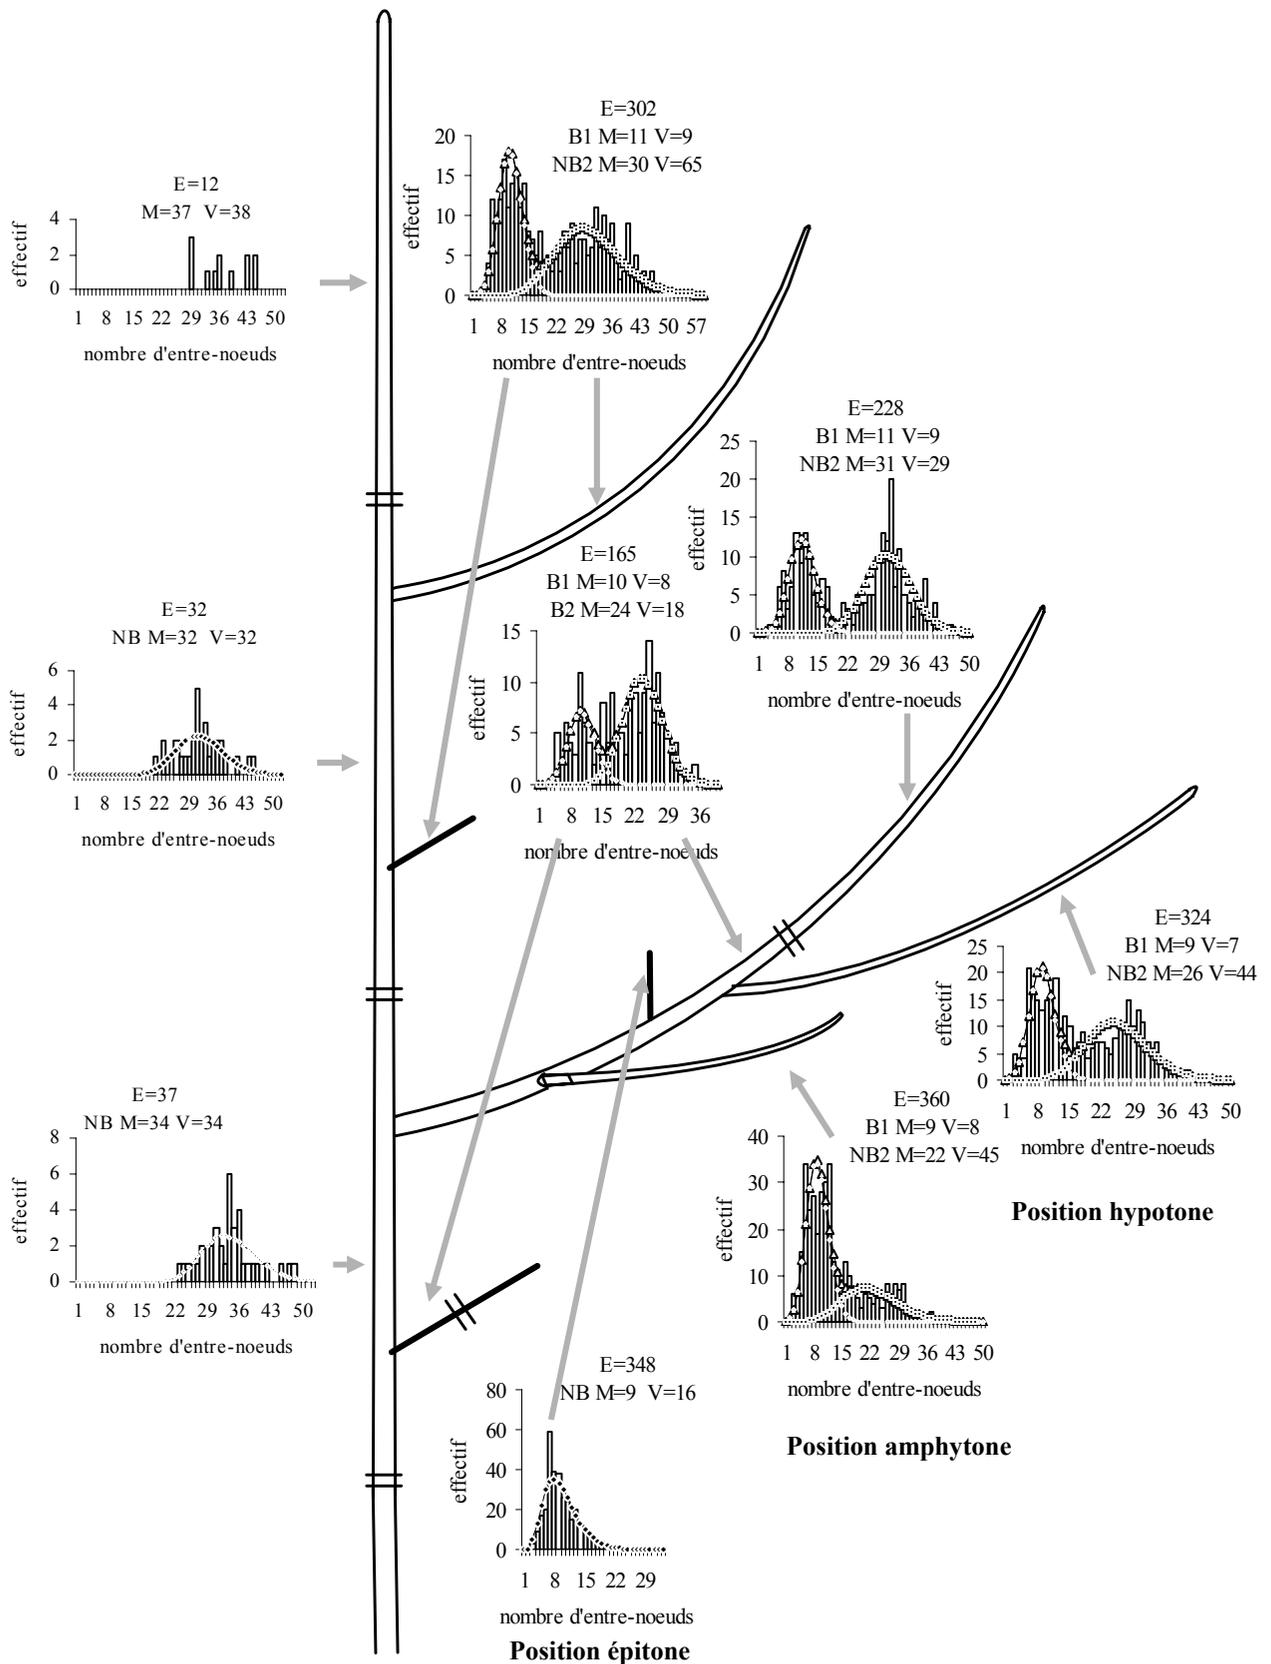 E=12
M=37 V=38
effectif
4
2
0
1 8 15 22 29 36 43 50
nombre d'entre-noeuds
E=302
B1 M=11 V=9
NB2 M=30 V=65
effectif
20
15
10
5
0
1 8 15 22 29 36 43 50 57
nombre d'entre-noeuds
E=228
B1 M=11 V=9
NB2 M=31 V=29
effectif
25
20
15
10
5
0
1 8 15 22 29 36 43 50
nombre d'entre-noeuds
E=165
B1 M=10 V=8
B2 M=24 V=18
effectif
15
10
5
0
1 8 15 22 29 36
nombre d'entre-noeuds
E=32
NB M=32 V=32
effectif
6
4
2
0
1 8 15 22 29 36 43 50
nombre d'entre-noeuds
E=324
B1 M=9 V=7
NB2 M=26 V=44
effectif
25
20
15
10
5
0
1 8 15 22 29 36 43 50
nombre d'entre-noeuds
Position hypotone
E=37
NB M=34 V=34
effectif
8
6
4
2
0
1 8 15 22 29 36 43 50
nombre d'entre-noeuds
E=360
B1 M=9 V=8
NB2 M=22 V=45
effectif
40
30
20
10
0
1 8 15 22 29 36 43 50
nombre d'entre-noeuds
Position amphytone
E=348
NB M=9 V=16
effectif
80
60
40
20
0
1 8 15 22 29
nombre d'entre-noeuds
Position épitone